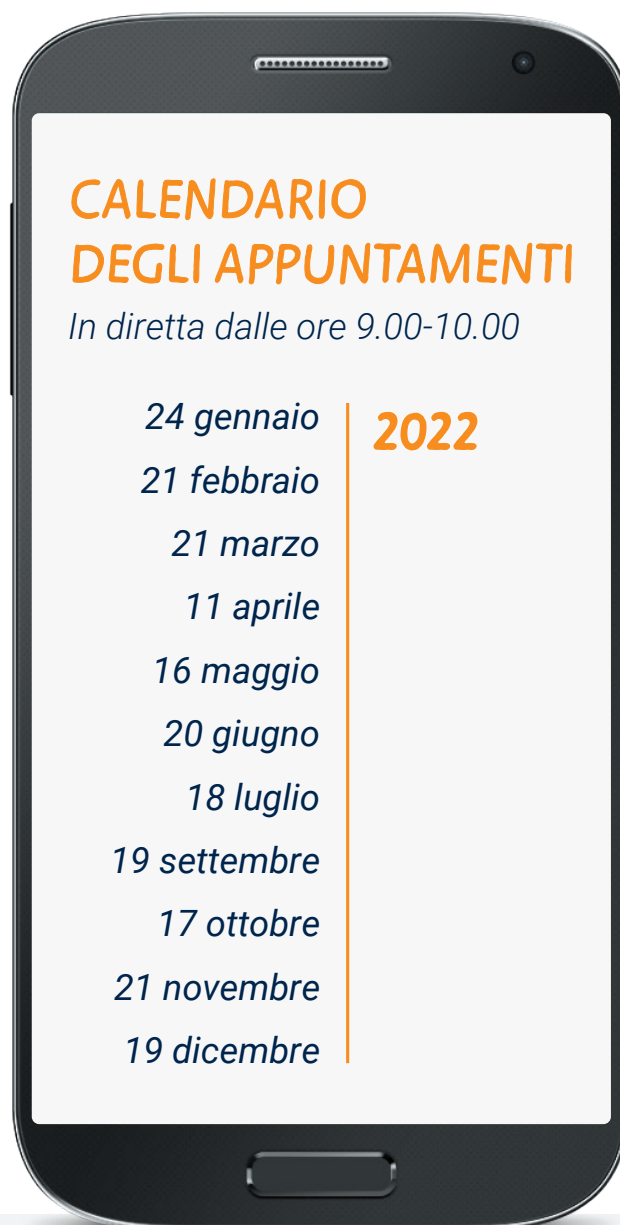 CALENDARIO
DEGLI APPUNTAMENTI
In diretta dalle ore 9.00-10.00
2022
24 gennaio
21 febbraio
21 marzo
11 aprile
16 maggio
20 giugno
18 luglio
19 settembre
17 ottobre
21 novembre
19 dicembre